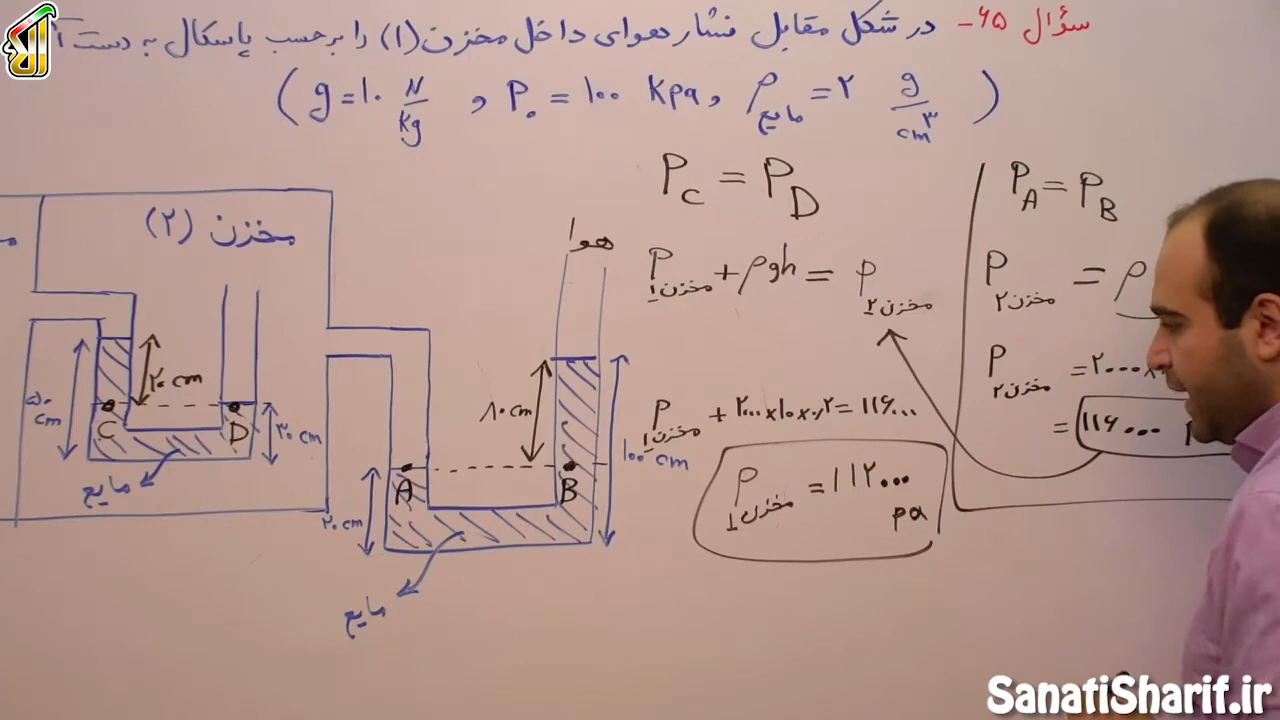 سؤال ۶۵- در شکل مقابل فشار هوای داخل مخزن (۱) را برحسب پاسکال به دست آ
( g = ۱۰ N/kg , P₀ = ۱۰۰ kPa , ρ مایع = ۲ g/cm³ )
P_C = P_D
P مخزن ۱ + ρgh = P مخزن ۲
P مخزن ۱ + ۲۰۰۰×۱۰×۰٫۲ = ۱۱۶۰۰۰
P مخزن ۱ = ۱۱۲۰۰۰ pa
P_A = P_B
P مخزن ۲ = ρ
P مخزن ۲ = ۲۰۰۰×
= ۱۱۶۰۰۰ P
مخزن (۲)
هوا
۲۰ cm
۵۰ cm
C
D
۳۰ cm
مایع
۸۰ cm
۱۰۰ cm
A
B
۲۰ cm
مایع
آلاء
SanatiSharif.ir